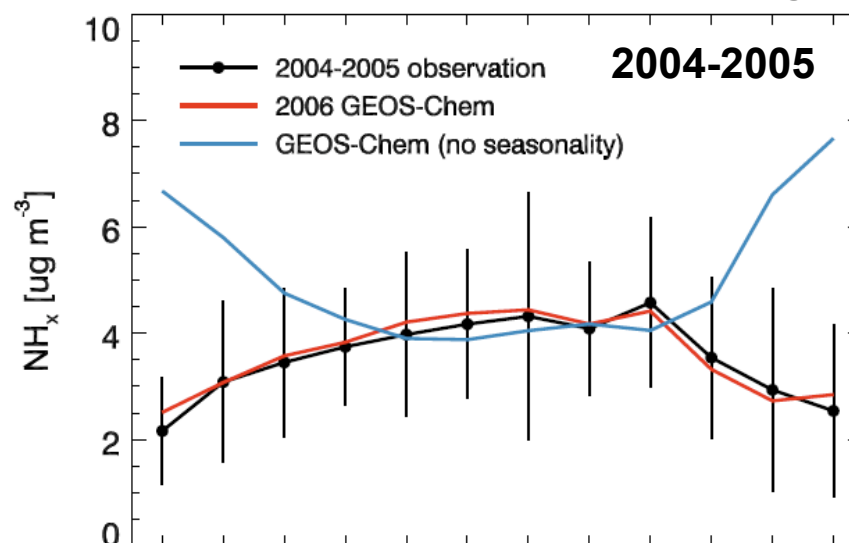 10
8
6
4
2
0
NHx [ug m-3]
2004-2005 observation
2006 GEOS-Chem
GEOS-Chem (no seasonality)
2004-2005